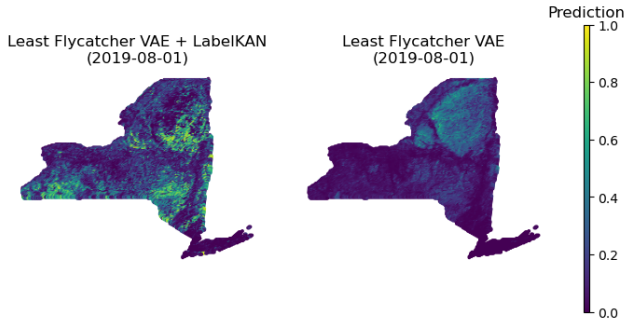 Prediction
Least Flycatcher VAE + LabelKAN
(2019-08-01)
Least Flycatcher VAE
(2019-08-01)
1.0
0.8
0.6
0.4
0.2
0.0